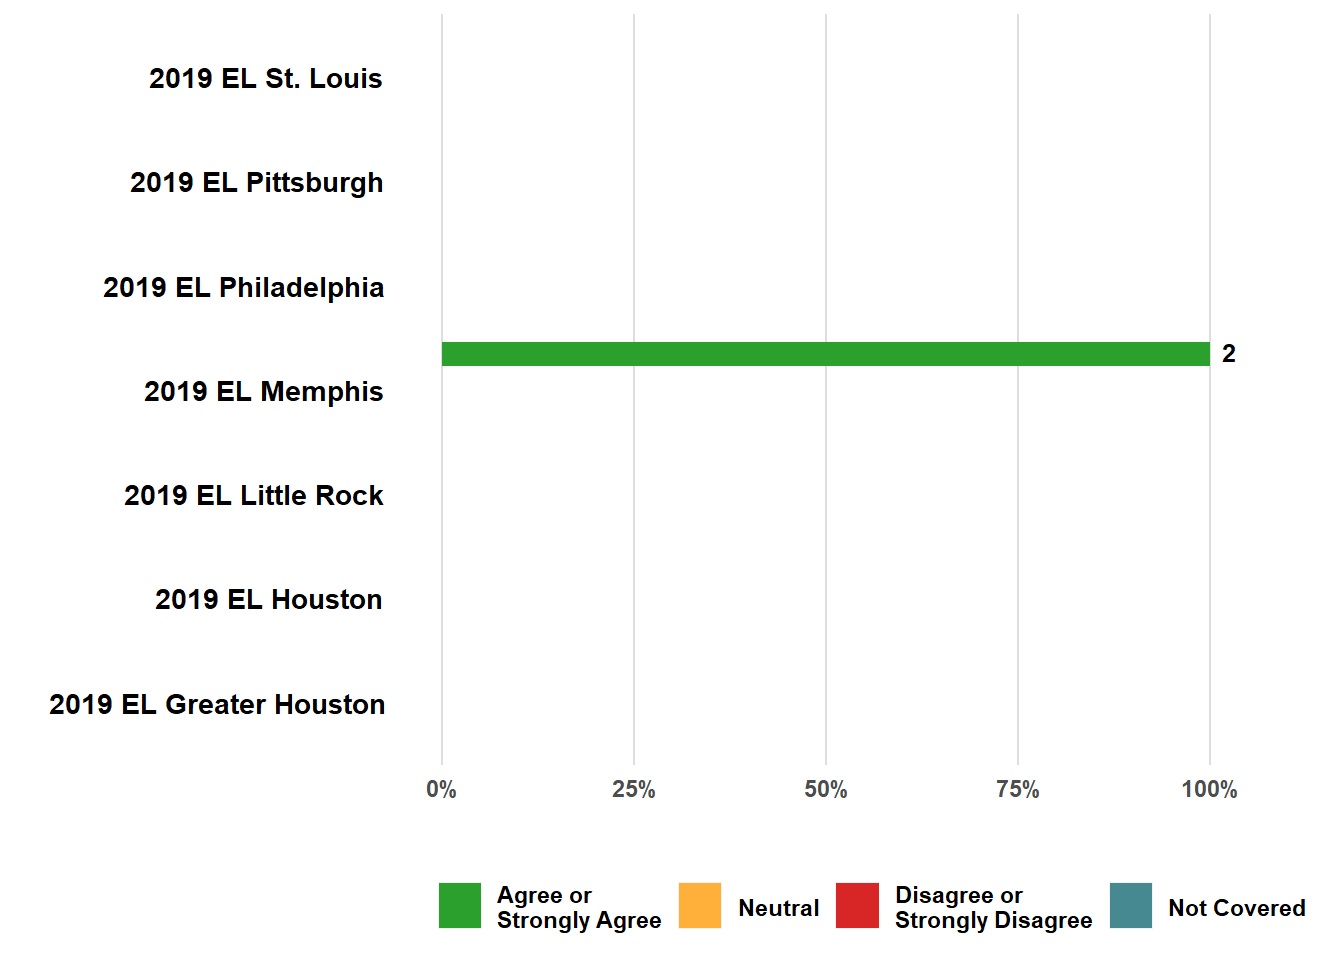 2019 EL St. Louis
2019 EL Pittsburgh
2019 EL Philadelphia
2
2019 EL Memphis
2019 EL Little Rock
2019 EL Houston
2019 EL Greater Houston
0% 25% 50% 75% 100%
Agree or
Strongly Agree
Neutral
Disagree or
Strongly Disagree
Not Covered